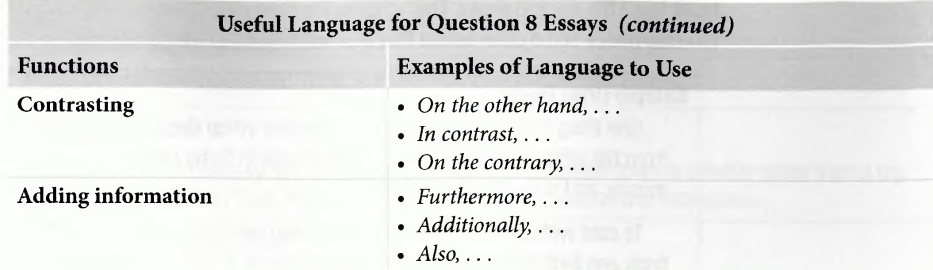 Useful Language for Question 8 Essays (continued)
Functions Examples of Language to Use
Contrasting • On the other hand, . . .
• In contrast, . . .
• On the contrary, . . .
Adding information • Furthermore, . . .
• Additionally, . . .
• Also, . . .